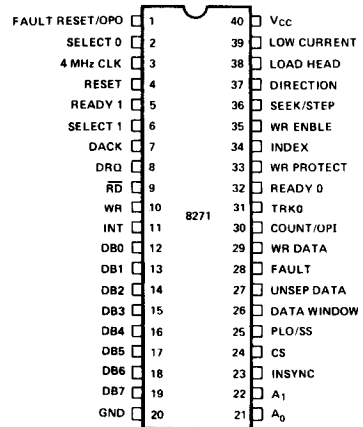 FAULT RESET/OPO 1 40 VCC
SELECT 0 2 39 LOW CURRENT
4 MHz CLK 3 38 LOAD HEAD
RESET 4 37 DIRECTION
READY 1 5 36 SEEK/STEP
SELECT 1 6 35 WR ENBLE
DACK 7 34 INDEX
DRQ 8 33 WR PROTECT
R̅D̅ 9 32 READY 0
WR 10 31 TRK0
8271
INT 11 30 COUNT/OPI
DB0 12 29 WR DATA
DB1 13 28 FAULT
DB2 14 27 UNSEP DATA
DB3 15 26 DATA WINDOW
DB4 16 25 PLO/SS
DB5 17 24 CS
DB6 18 23 INSYNC
DB7 19 22 A1
GND 20 21 A0